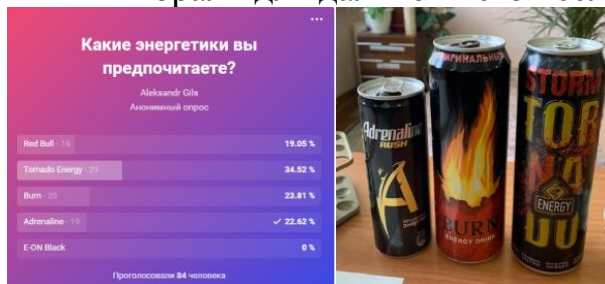 Какие энергетики вы
предпочитаете?
Aleksandr Gils
Анонимный опрос
Red Bull · 16 19.05 %
Tornado Energy · 29 34.52 %
Burn · 20 23.81 %
Adrenaline · 19 22.62 %
E-ON Black 0 %
Проголосовали 84 человека
Adrenaline
RUSH
BURN
ENERGY DRINK
STORM
ENERGY